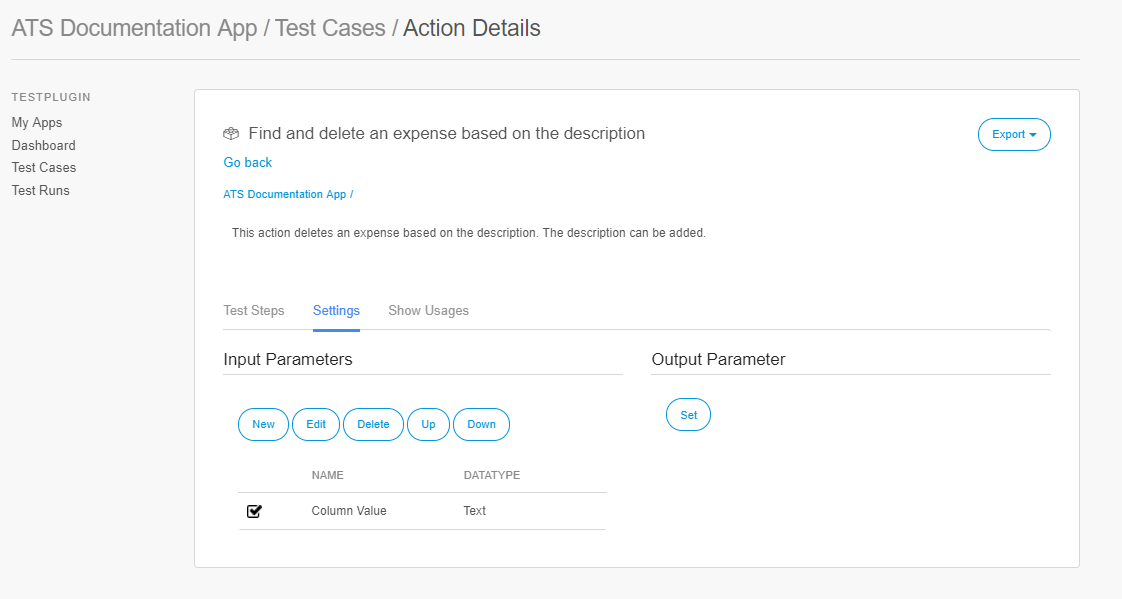 ATS Documentation App / Test Cases / Action Details
TESTPLUGIN
My Apps
Dashboard
Test Cases
Test Runs
Find and delete an expense based on the description
Export
Go back
ATS Documentation App /
This action deletes an expense based on the description. The description can be added.
Test Steps Settings Show Usages
Input Parameters
New Edit Delete Up Down
NAME DATATYPE
Column Value Text
Output Parameter
Set